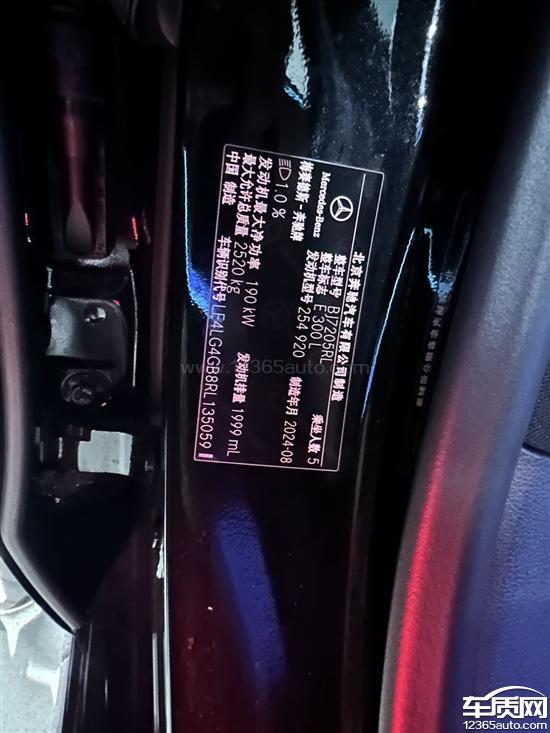 北京奔驰汽车有限公司制造
Mercedes-Benz
梅赛德斯-奔驰牌
整车型号 BJ7205RL
乘坐人数 5
整车标志 E 300 L
发动机型号 254 920
制造年月 2024-08
1.0 %
发动机最大净功率 190 kW
发动机排量 1999 mL
最大允许总质量 2520 kg
中国 制造
车辆识别代号 LE4LG4GB8RL135059
www.12365auto.com
车质网
12365auto.com